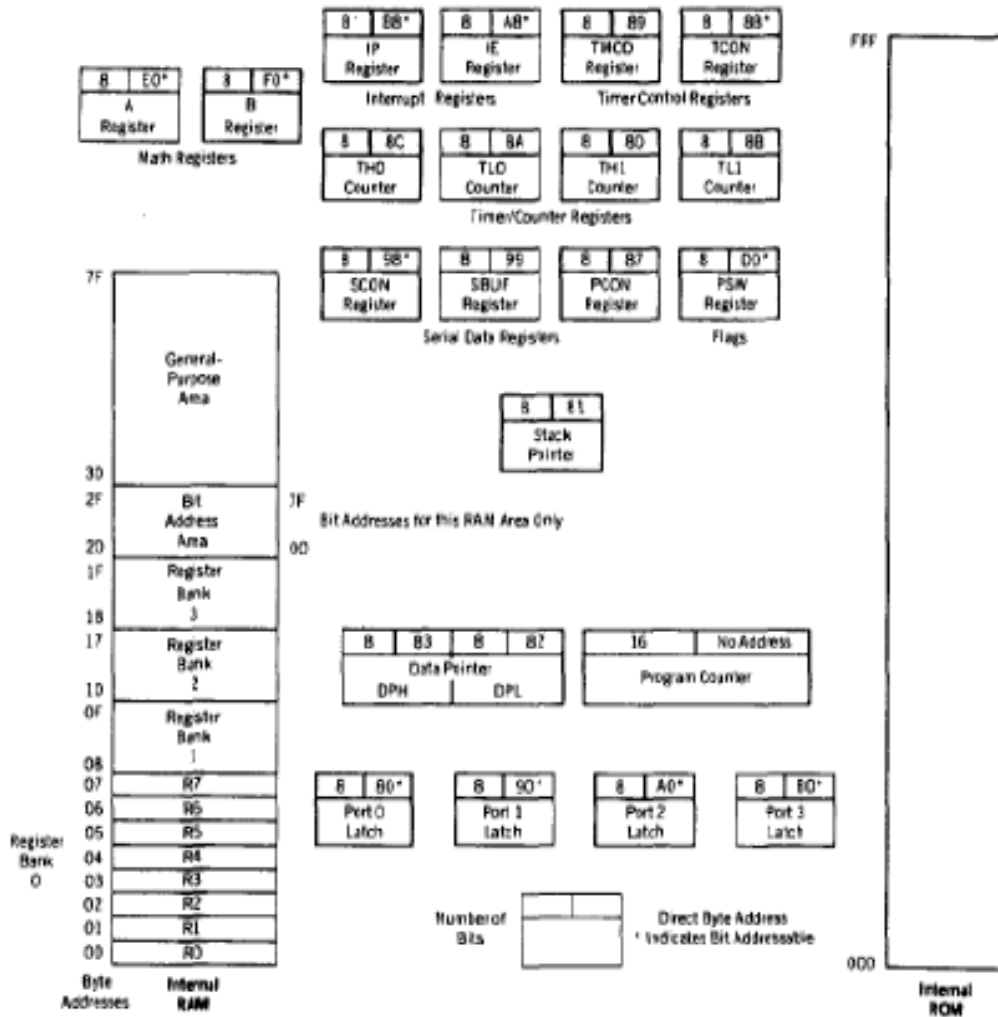 8 B8*
IP
Register
8 A8*
IE
Register
8 89
TMOD
Register
8 88*
TCON
Register
Interrupt Registers
Timer Control Registers
8 E0*
A
Register
8 F0*
B
Register
Math Registers
8 8C
TH0
Counter
8 8A
TL0
Counter
8 8D
TH1
Counter
8 8B
TL1
Counter
Timer/Counter Registers
8 98*
SCON
Register
8 99
SBUF
Register
8 87
PCON
Register
8 D0*
PSW
Register
Serial Data Registers
Flags
8 81
Stack
Pointer
7F
General-
Purpose
Area
30
2F
Bit
Address
Area
20
7F
Bit Addresses for this RAM Area Only
00
1F
Register
Bank
3
18
17
Register
Bank
2
10
0F
Register
Bank
1
08
07 R7
06 R6
05 R5
04 R4
03 R3
02 R2
01 R1
00 R0
Register
Bank
0
Byte
Addresses
Internal
RAM
8 83 8 82
Data Pointer
DPH DPL
16 No Address
Program Counter
8 80*
Port 0
Latch
8 90*
Port 1
Latch
8 A0*
Port 2
Latch
8 B0*
Port 3
Latch
Number of
Bits
Direct Byte Address
* Indicates Bit Addressable
FFF
000
Internal
ROM